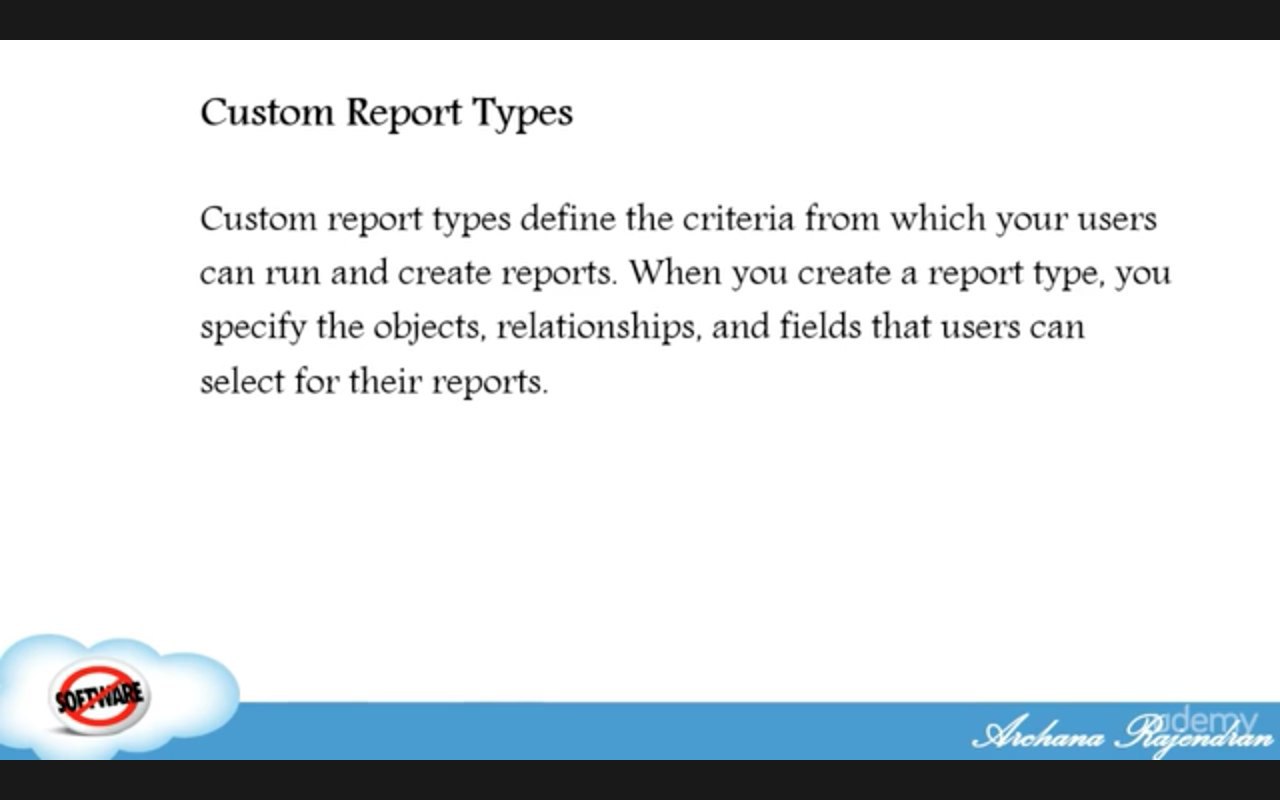 Custom Report Types
Custom report types define the criteria from which your users
can run and create reports. When you create a report type, you
specify the objects, relationships, and fields that users can
select for their reports.
SOFTWARE
Archana Rajendran